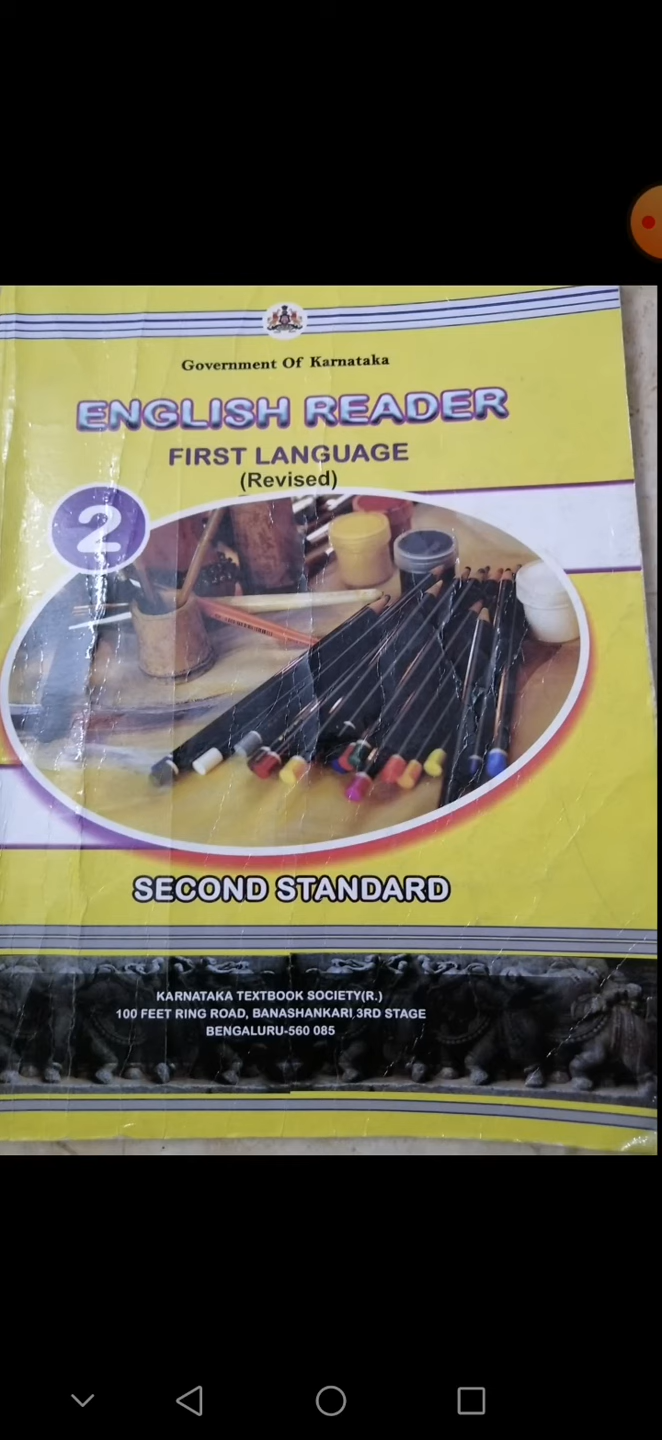 Government Of Karnataka
ENGLISH READER
FIRST LANGUAGE
(Revised)
2
SECOND STANDARD
KARNATAKA TEXTBOOK SOCIETY(R.)
100 FEET RING ROAD, BANASHANKARI 3RD STAGE
BENGALURU-560 085